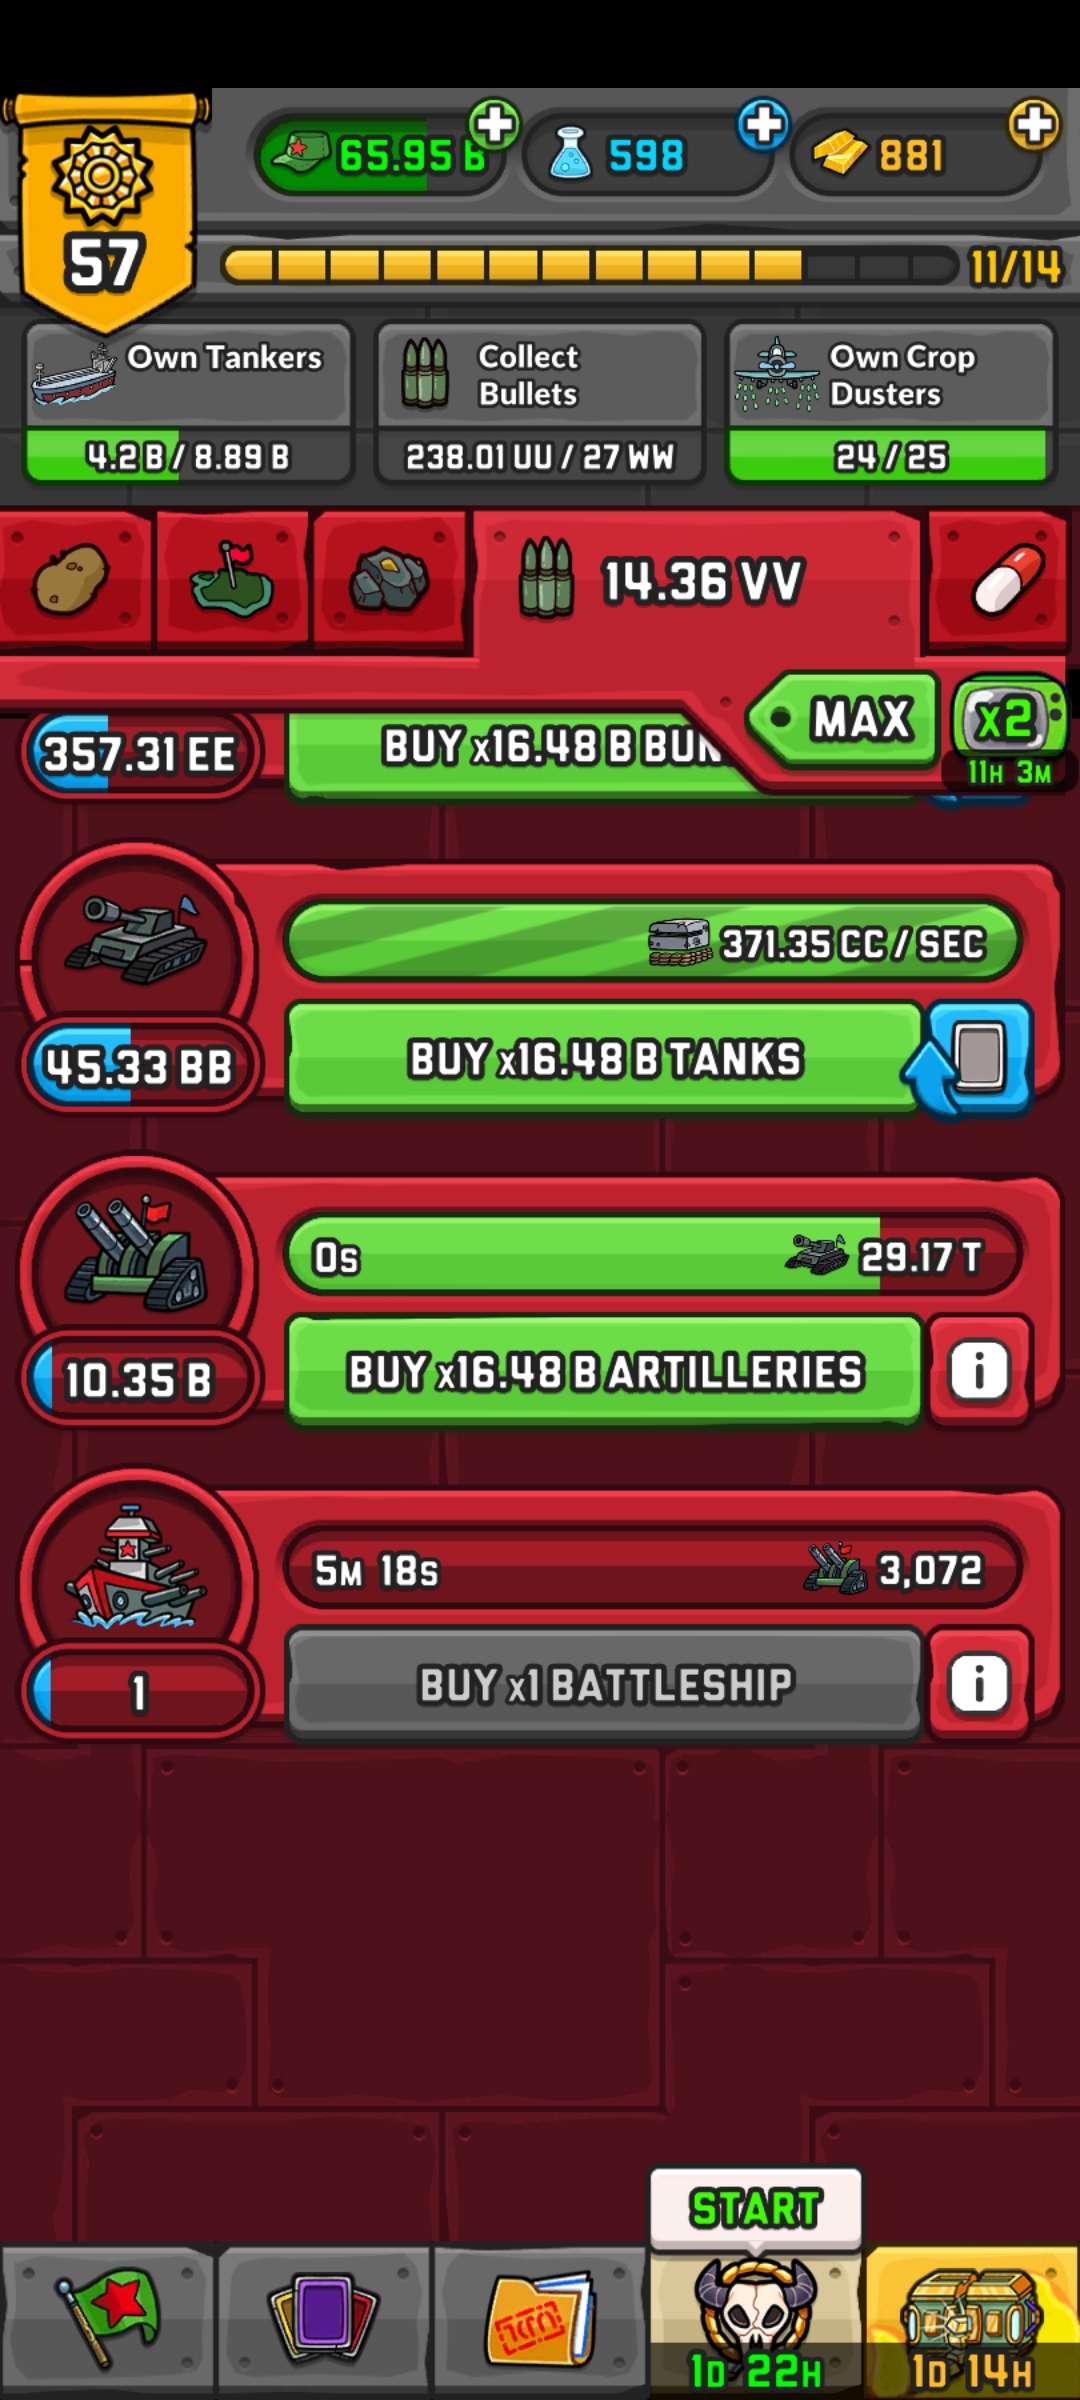 65.95 B
598
881
57
11/14
Own Tankers
4.2 B / 8.89 B
Collect
Bullets
238.01 UU / 27 WW
Own Crop
Dusters
24 / 25
14.36 VV
MAX
x2
11H 3M
357.31 EE
BUY x16.48 B BUN
371.35 CC / SEC
45.33 BB
BUY x16.48 B TANKS
0s
29.17 T
10.35 B
BUY x16.48 B ARTILLERIES
i
5M 18s
3,072
1
BUY x1 BATTLESHIP
i
START
1D 22H
1D 14H